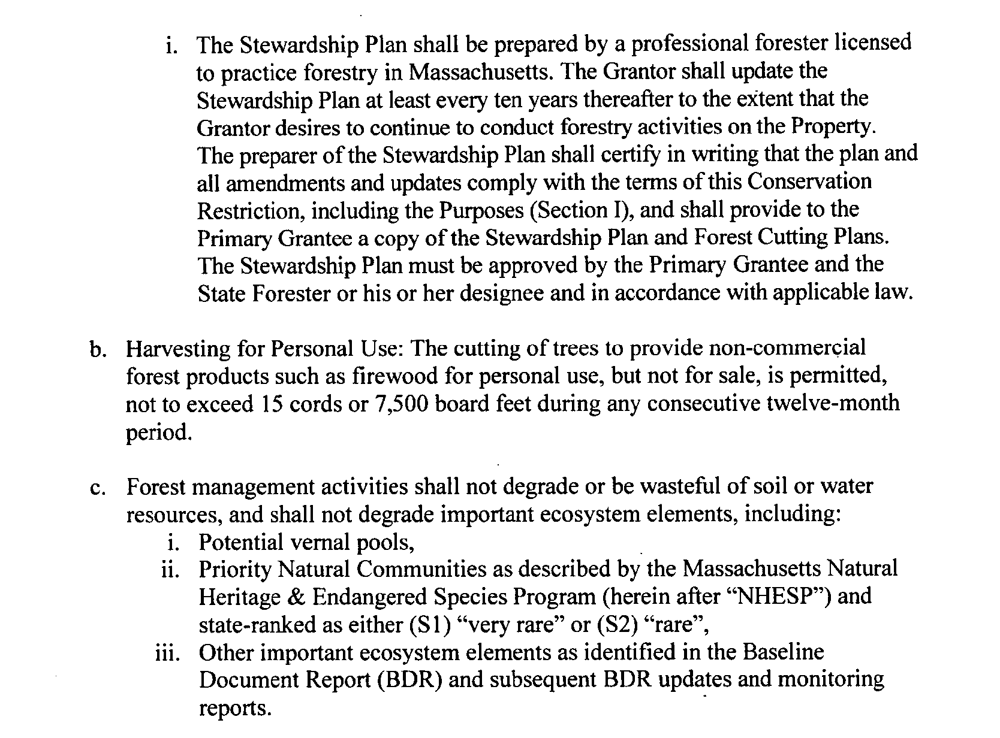 i. The Stewardship Plan shall be prepared by a professional forester licensed
to practice forestry in Massachusetts. The Grantor shall update the
Stewardship Plan at least every ten years thereafter to the extent that the
Grantor desires to continue to conduct forestry activities on the Property.
The preparer of the Stewardship Plan shall certify in writing that the plan and
all amendments and updates comply with the terms of this Conservation
Restriction, including the Purposes (Section I), and shall provide to the
Primary Grantee a copy of the Stewardship Plan and Forest Cutting Plans.
The Stewardship Plan must be approved by the Primary Grantee and the
State Forester or his or her designee and in accordance with applicable law.
b. Harvesting for Personal Use: The cutting of trees to provide non-commercial
forest products such as firewood for personal use, but not for sale, is permitted,
not to exceed 15 cords or 7,500 board feet during any consecutive twelve-month
period.
c. Forest management activities shall not degrade or be wasteful of soil or water
resources, and shall not degrade important ecosystem elements, including:
i. Potential vernal pools,
ii. Priority Natural Communities as described by the Massachusetts Natural
Heritage & Endangered Species Program (herein after “NHESP”) and
state-ranked as either (S1) “very rare” or (S2) “rare”,
iii. Other important ecosystem elements as identified in the Baseline
Document Report (BDR) and subsequent BDR updates and monitoring
reports.